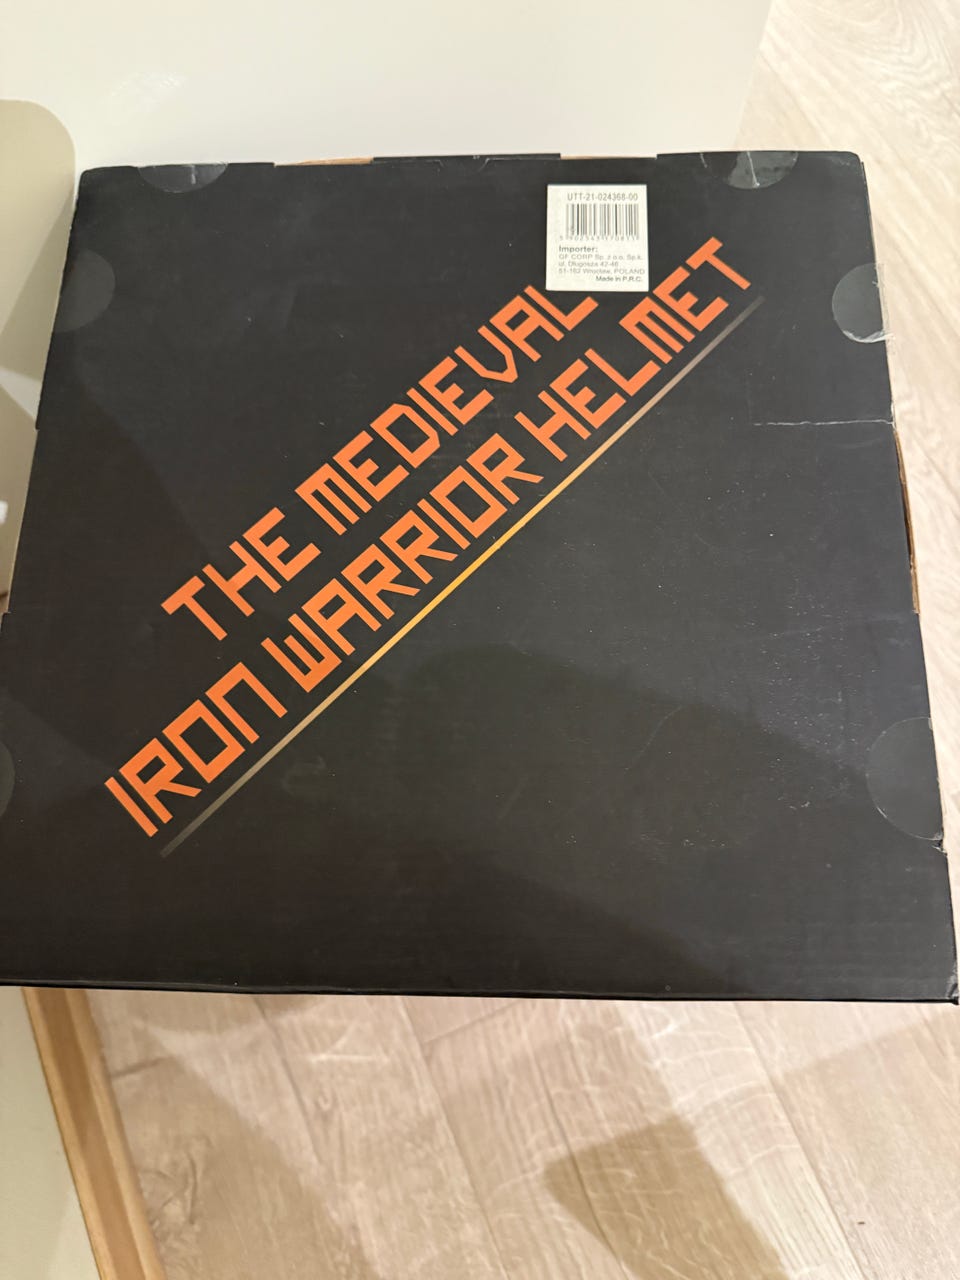 UTT-21-024368-00
Importer:
GF CORP Sp. z o.o. Sp.k.
ul. Długosza 42-46
51-162 Wrocław, POLAND
Made in P.R.C.
THE MEDIEVAL
IRON WARRIOR HELMET